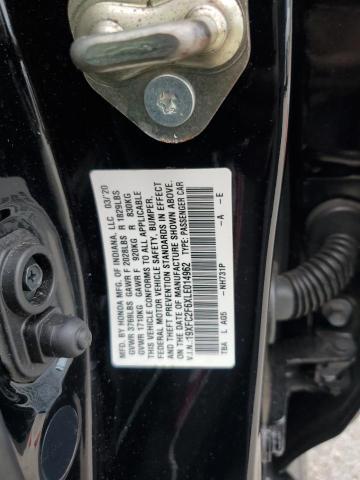 MFD BY HONDA MFG. OF INDIANA, LLC 03/20
GVWR 3769LBS GAWR F 2028LBS R 1829LBS
GVWR 1710KG GAWR F 920KG R 830KG
THIS VEHICLE CONFORMS TO ALL APPLICABLE
FEDERAL MOTOR VEHICLE SAFETY, BUMPER,
AND THEFT PREVENTION STANDARDS IN EFFECT
ON THE DATE OF MANUFACTURE SHOWN ABOVE.
V.I.N.:19XFC2F6XLE014962 TYPE: PASSENGER CAR
TBA L A05 -NH731P -A -E